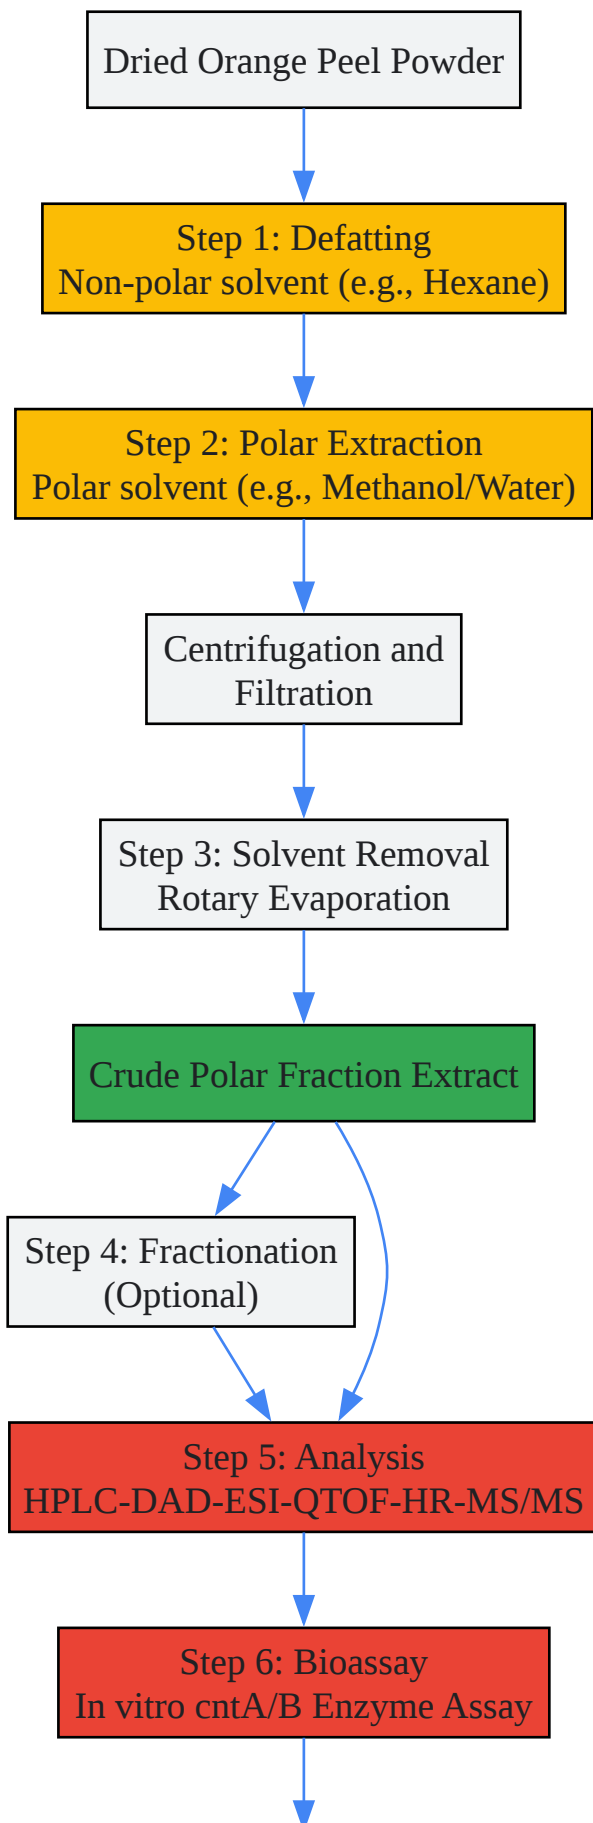 Dried Orange Peel Powder
Step 1: Defatting
Non-polar solvent (e.g., Hexane)
Step 2: Polar Extraction
Polar solvent (e.g., Methanol/Water)
Centrifugation and
Filtration
Step 3: Solvent Removal
Rotary Evaporation
Crude Polar Fraction Extract
Step 4: Fractionation
(Optional)
Step 5: Analysis
HPLC-DAD-ESI-QTOF-HR-MS/MS
Step 6: Bioassay
In vitro cntA/B Enzyme Assay